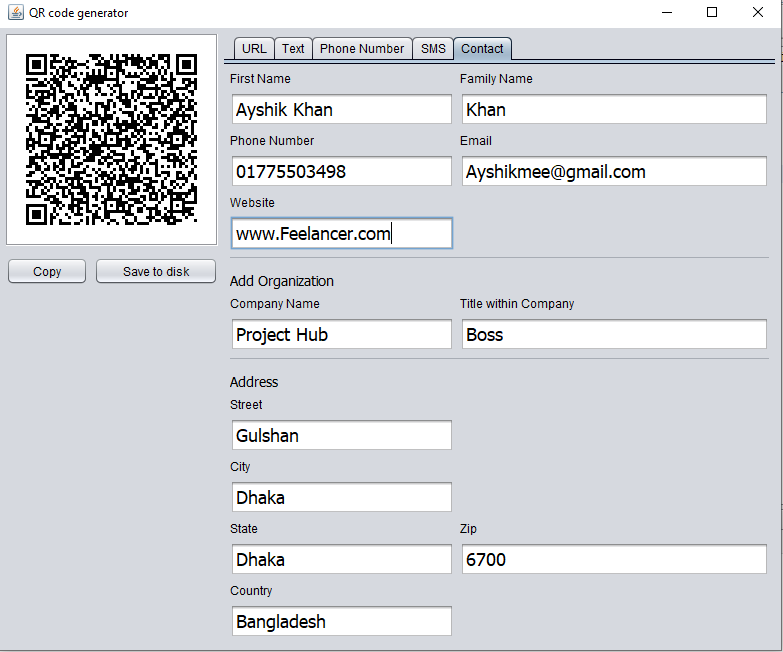 QR code generator
URL Text Phone Number SMS Contact
First Name Family Name
Ayshik Khan Khan
Phone Number Email
01775503498 Ayshikmee@gmail.com
Website
www.Feelancer.com
Copy Save to disk
Add Organization
Company Name Title within Company
Project Hub Boss
Address
Street
Gulshan
City
Dhaka
State Zip
Dhaka 6700
Country
Bangladesh